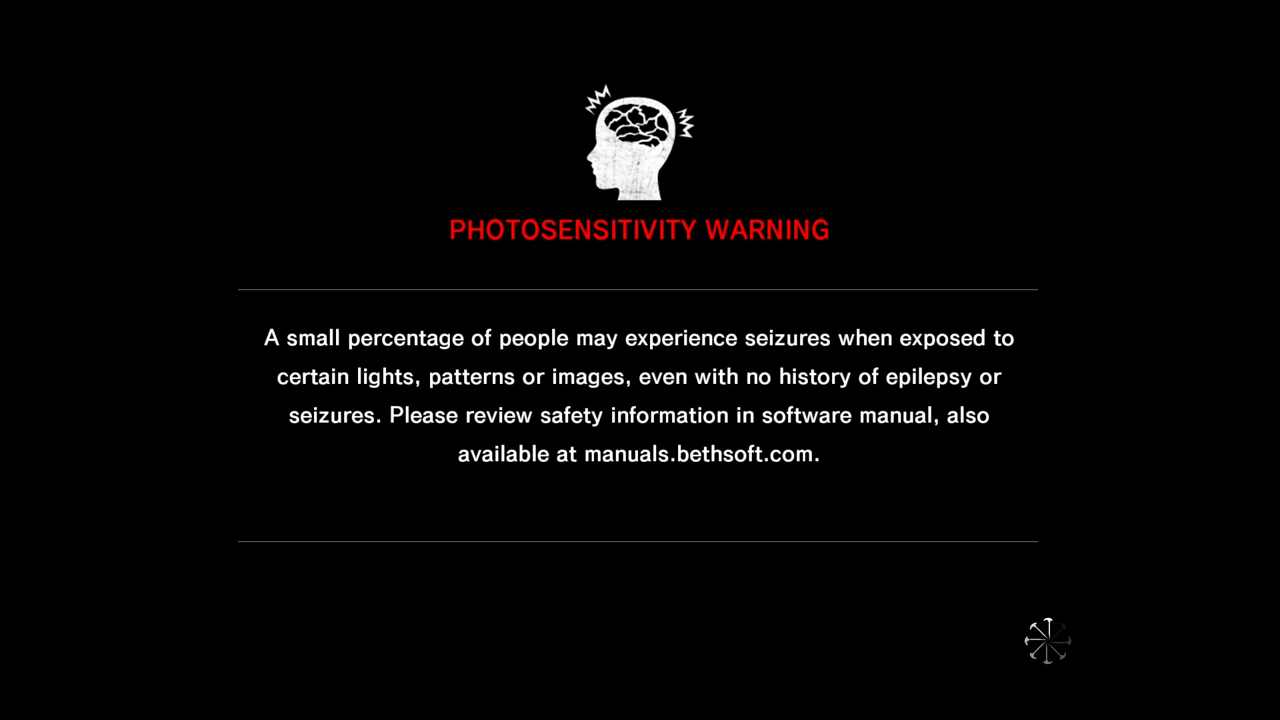 PHOTOSENSITIVITY WARNING
A small percentage of people may experience seizures when exposed to
certain lights, patterns or images, even with no history of epilepsy or
seizures. Please review safety information in software manual, also
available at manuals.bethsoft.com.